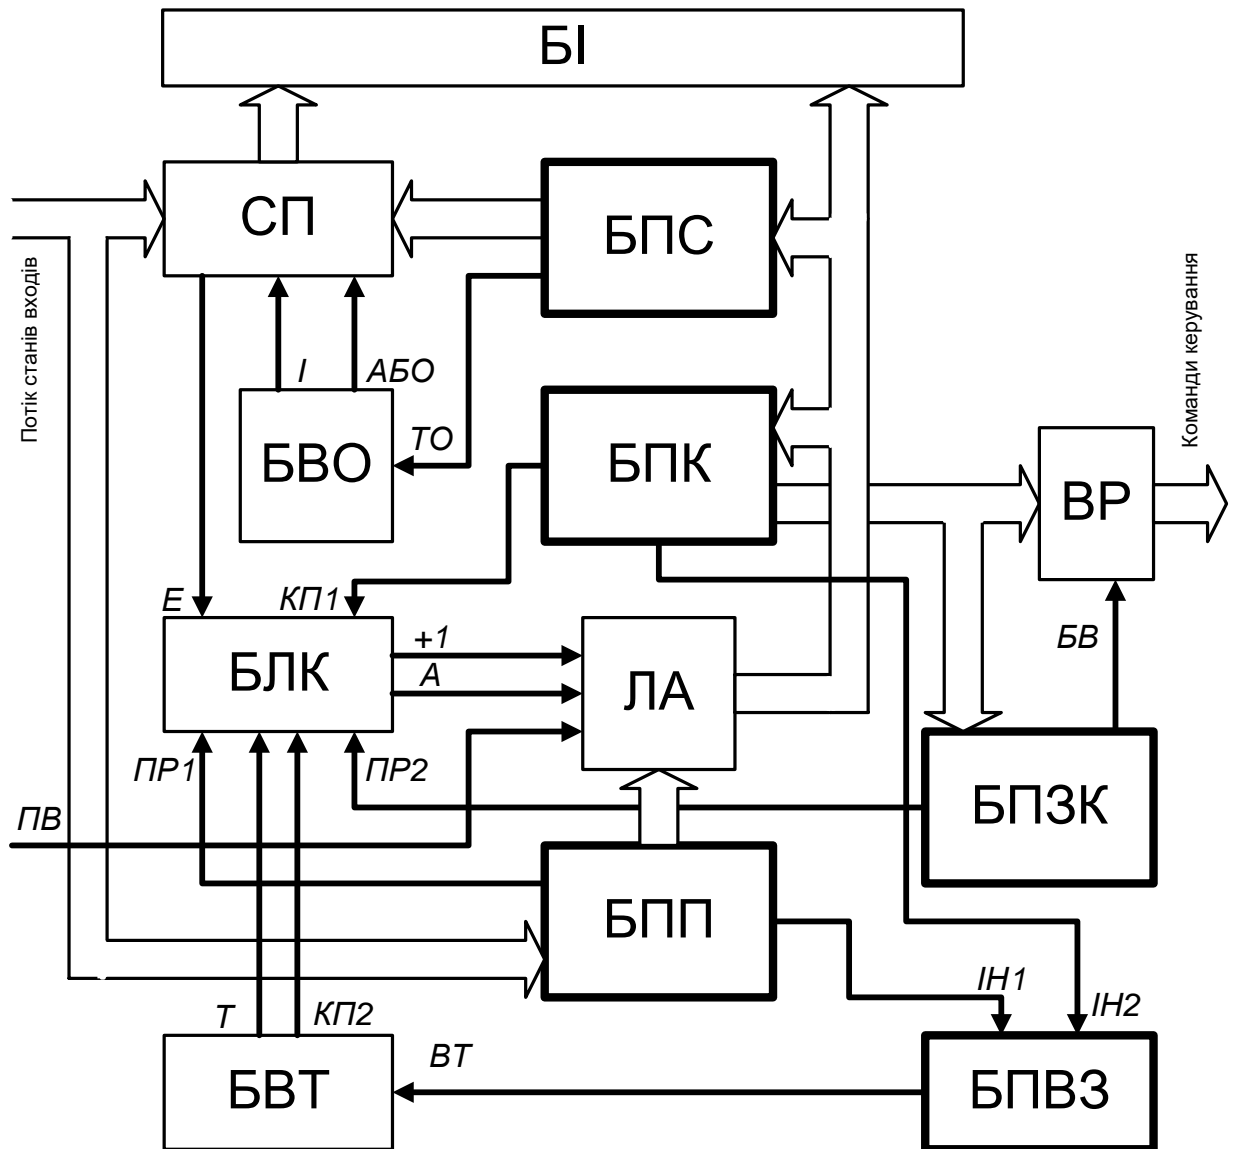 БІ
СП
БПС
Потік станів входів
Команди керування
І
АБО
БВО
ТО
БПК
ВР
Е
КП1
БЛК
+1
А
ЛА
БВ
ПР1
ПР2
ПВ
БПЗК
БПП
ІН1
ІН2
Т
КП2
БВТ
ВТ
БПВЗ